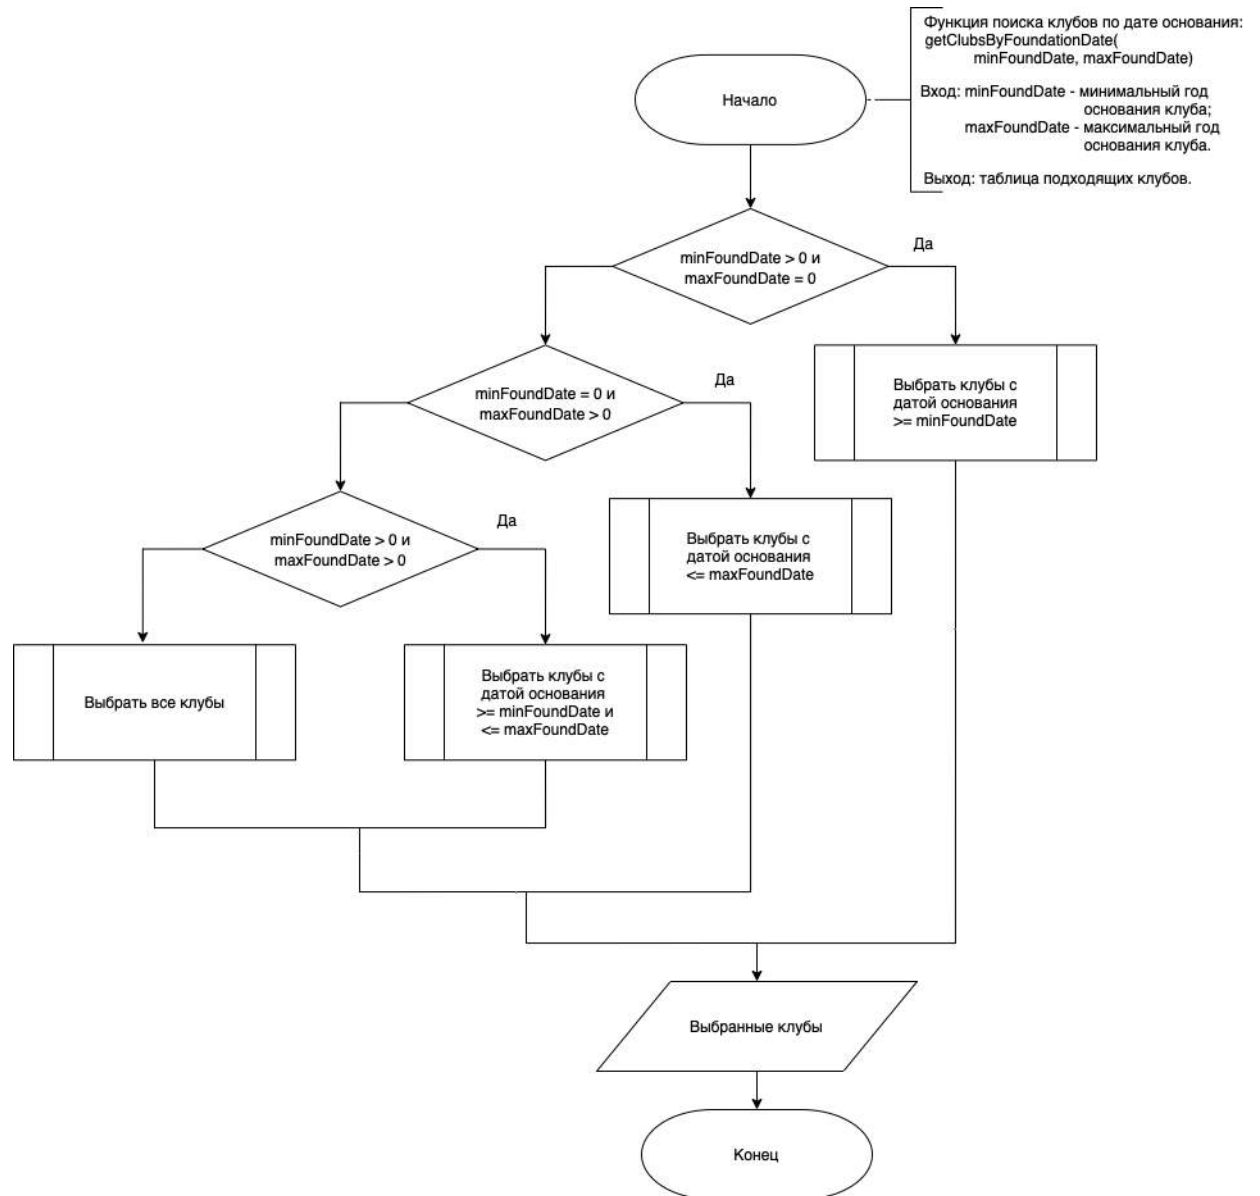 Функция поиска клубов по дате основания:
getClubsByFoundationDate(
minFoundDate, maxFoundDate)
Вход: minFoundDate - минимальный год
основания клуба;
maxFoundDate - максимальный год
основания клуба.
Выход: таблица подходящих клубов.
Начало
minFoundDate > 0 и
maxFoundDate = 0
Да
minFoundDate = 0 и
maxFoundDate > 0
Да
Выбрать клубы с
датой основания
>= minFoundDate
minFoundDate > 0 и
maxFoundDate > 0
Да
Выбрать клубы с
датой основания
<= maxFoundDate
Выбрать все клубы
Выбрать клубы с
датой основания
>= minFoundDate и
<= maxFoundDate
Выбранные клубы
Конец